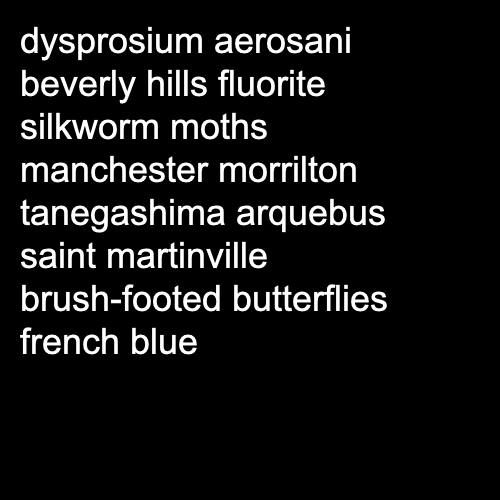 dysprosium aerosani
beverly hills fluorite
silkworm moths
manchester morrilton
tanegashima arquebus
saint martinville
brush-footed butterflies
french blue